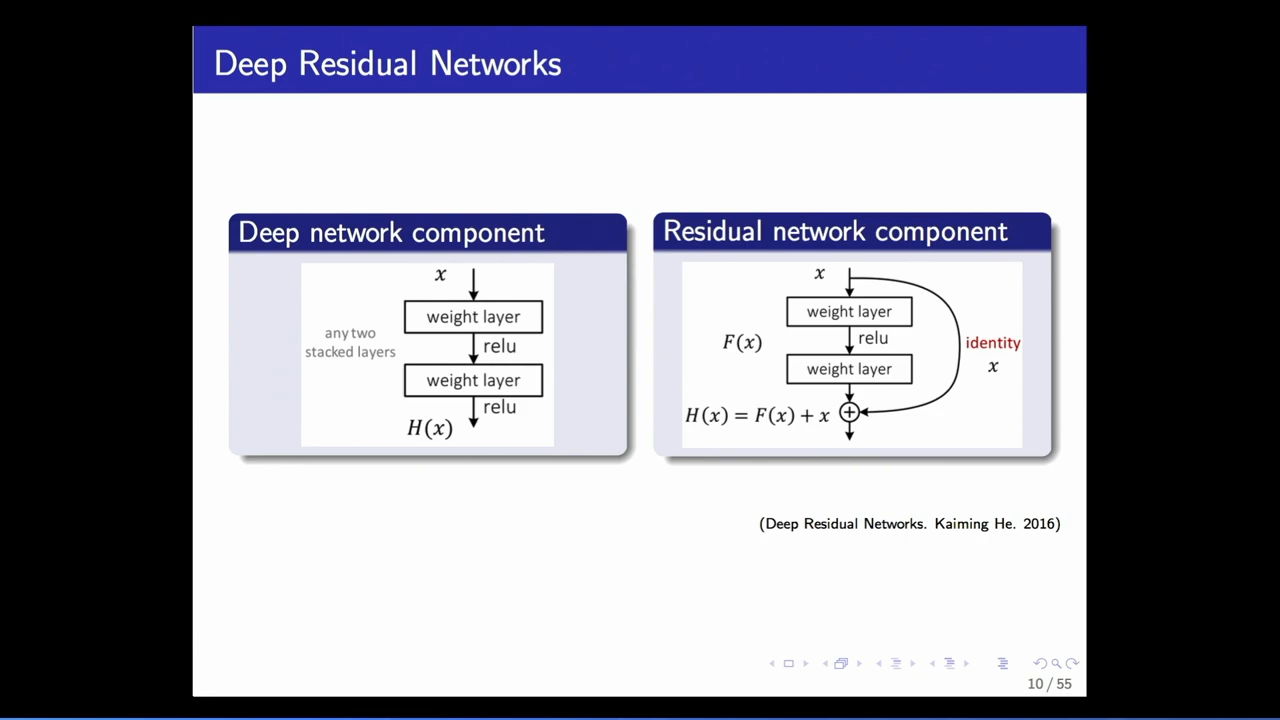 Deep Residual Networks
Deep network component
x
weight layer
any two
stacked layers
relu
weight layer
relu
H(x)
Residual network component
x
weight layer
F(x)
relu
identity
x
weight layer
H(x) = F(x) + x
(Deep Residual Networks. Kaiming He. 2016)
10 / 55